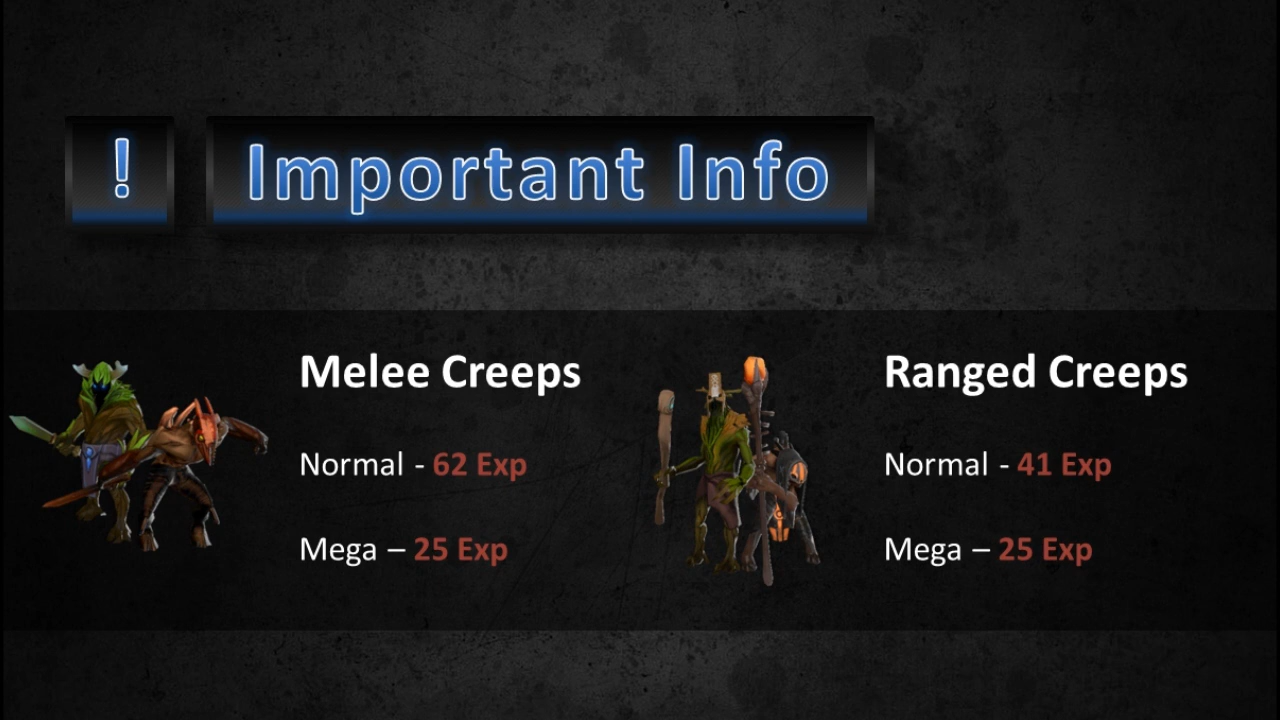 ! Important Info
Melee Creeps
Normal - 62 Exp
Mega – 25 Exp
Ranged Creeps
Normal - 41 Exp
Mega – 25 Exp